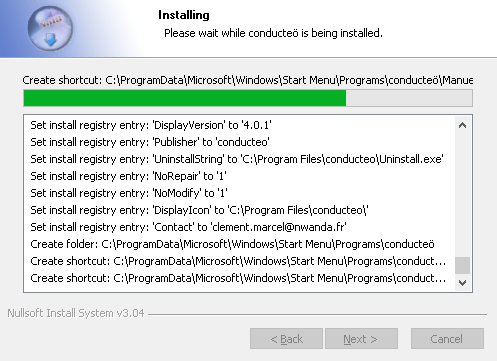 Installing
Please wait while conducteö is being installed.
Create shortcut: C:\ProgramData\Microsoft\Windows\Start Menu\Programs\conducteö\Manue
Set install registry entry: 'DisplayVersion' to '4.0.1'
Set install registry entry: 'Publisher' to 'conducteo'
Set install registry entry: 'UninstallString' to 'C:\Program Files\conducteo\Uninstall.exe'
Set install registry entry: 'NoRepair' to '1'
Set install registry entry: 'NoModify' to '1'
Set install registry entry: 'DisplayIcon' to 'C:\Program Files\conducteo\'
Set install registry entry: 'Contact' to 'clement.marcel@nwanda.fr'
Create folder: C:\ProgramData\Microsoft\Windows\Start Menu\Programs\conducteö
Create shortcut: C:\ProgramData\Microsoft\Windows\Start Menu\Programs\conduct...
Create shortcut: C:\ProgramData\Microsoft\Windows\Start Menu\Programs\conduct...
Nullsoft Install System v3.04
< Back
Next >
Cancel